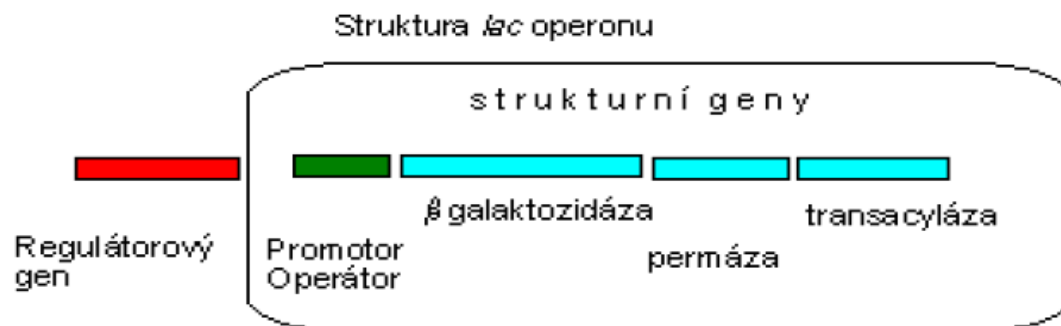 Struktura lac operonu
strukturní geny
β galaktozidáza
transacyláza
Regulátorový
gen
Promotor
Operátor
permáza